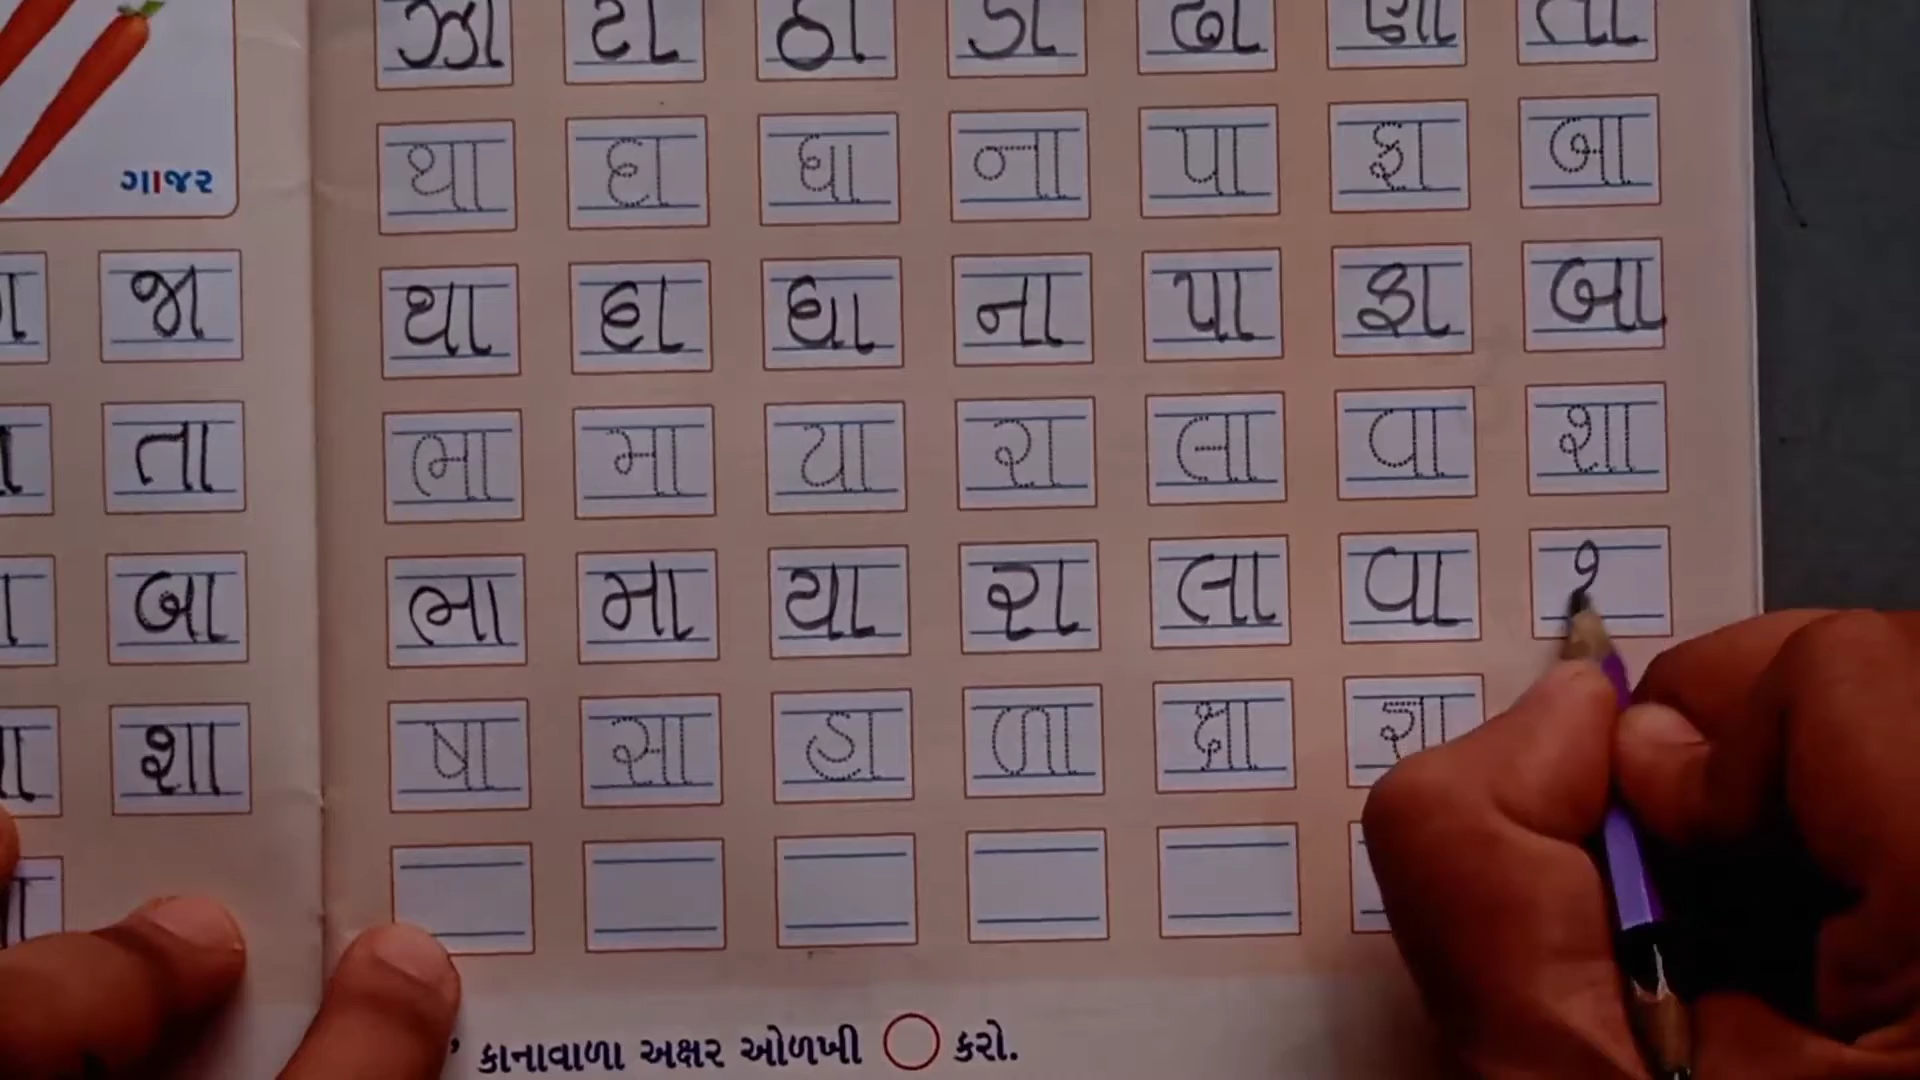 ઝા ટા ઠા ડા ઢા ણા તા
ગાજર
થા દા ધા ના પા ફા બા
જા
થા દા ધા ના પા ફા બા
તા
ભા મા યા રા લા વા શા
બા
ભા મા યા રા લા વા
શા
ષા સા હા ળા ક્ષા જ્ઞા
કાનાવાળા અક્ષર ઓળખી ◯ કરો.